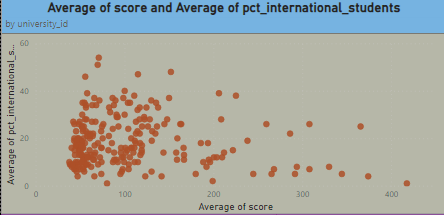 Average of score and Average of pct_international_students
by university_id
Average of pct_international_s...
60
40
20
0
0 100 200 300 400
Average of score